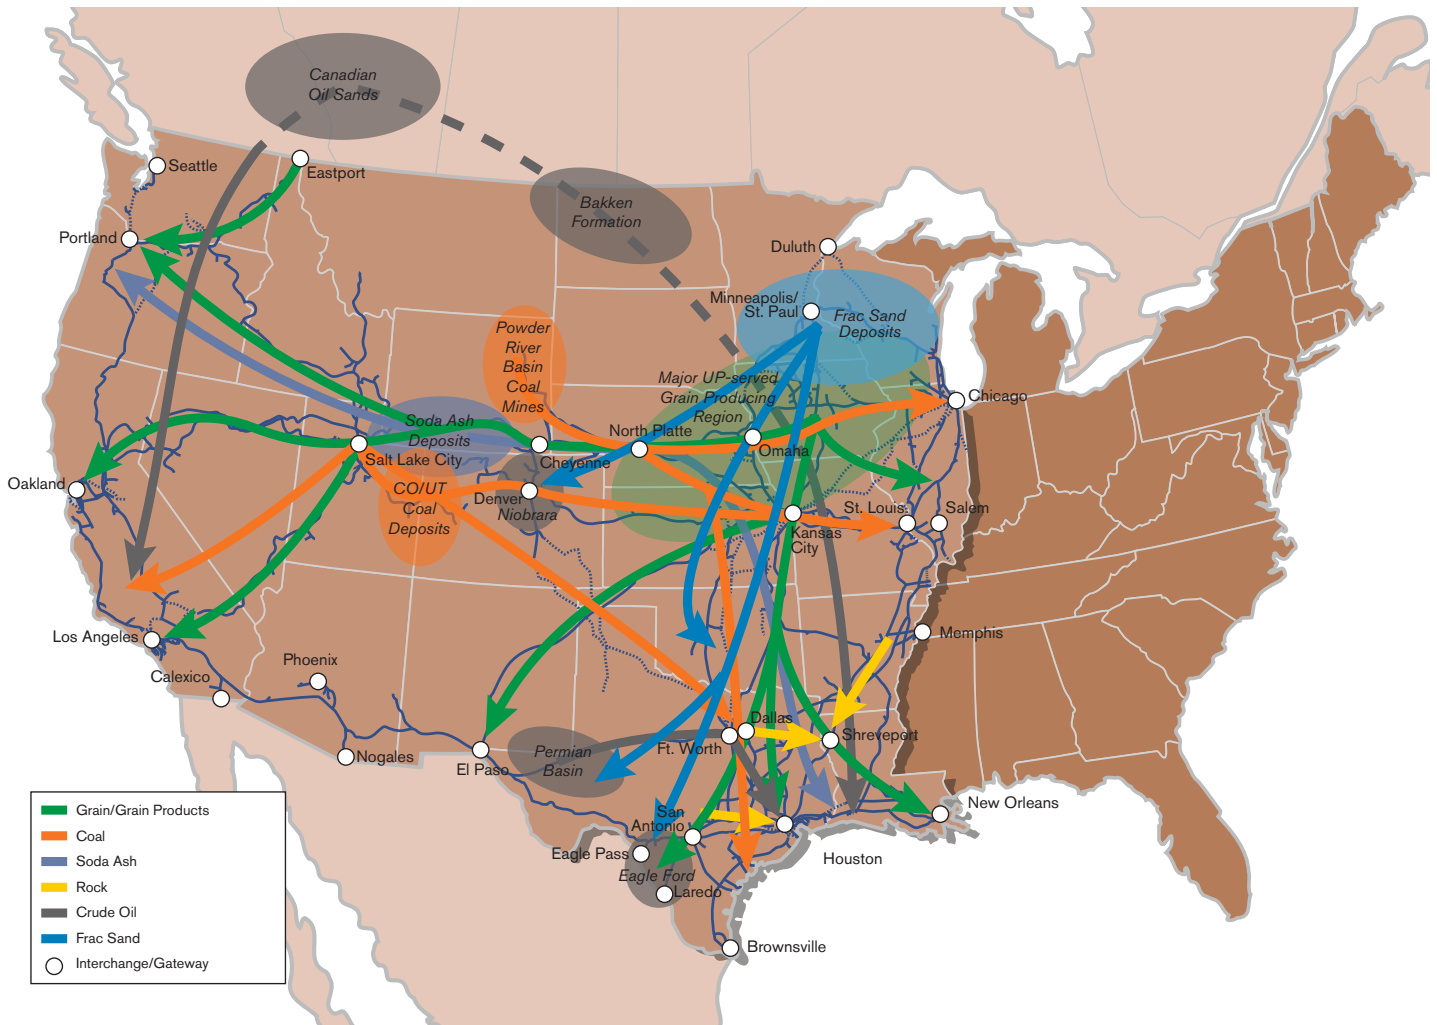 Canadian
Oil Sands
Seattle
Eastport
Bakken
Formation
Portland
Duluth
Minneapolis/
St. Paul
Frac Sand
Deposits
Powder
River
Basin
Coal
Mines
Major UP-served
Grain Producing
Region
Chicago
Soda Ash
Deposits
North Platte
Omaha
Salt Lake City
Cheyenne
Oakland
CO/UT
Coal
Deposits
Denver
Niobrara
St. Louis
Salem
Kansas
City
Los Angeles
Memphis
Phoenix
Calexico
Dallas
Ft. Worth
Shreveport
Nogales
El Paso
Permian
Basin
New Orleans
San
Antonio
Eagle Pass
Houston
Eagle Ford
Laredo
Brownsville
Grain/Grain Products
Coal
Soda Ash
Rock
Crude Oil
Frac Sand
Interchange/Gateway